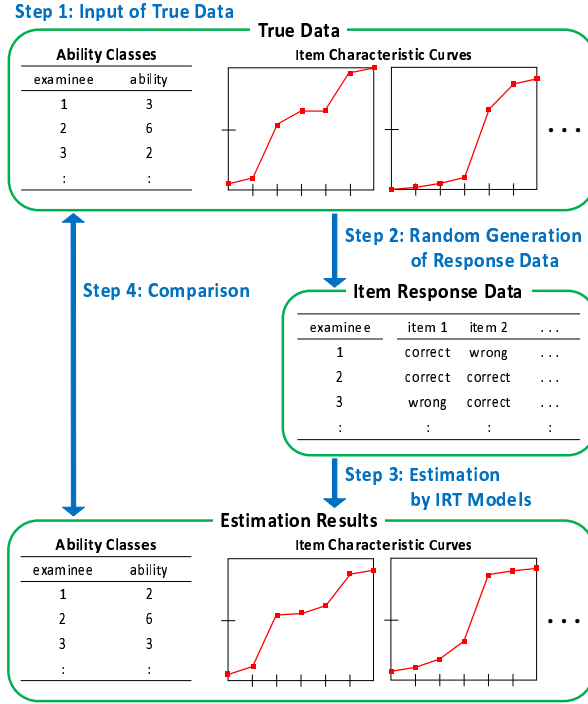 Step 1: Input of True Data
True Data
Ability Classes
Item Characteristic Curves
examinee ability
1 3
2 6
3 2
: :
• • •
Step 2: Random Generation
of Response Data
Step 4: Comparison
Item Response Data
examinee item 1 item 2 . . .
1 correct wrong . . .
2 correct correct . . .
3 wrong correct . . .
: : : :
Step 3: Estimation
by IRT Models
Estimation Results
Ability Classes
Item Characteristic Curves
examinee ability
1 2
2 6
3 3
: :
• • •